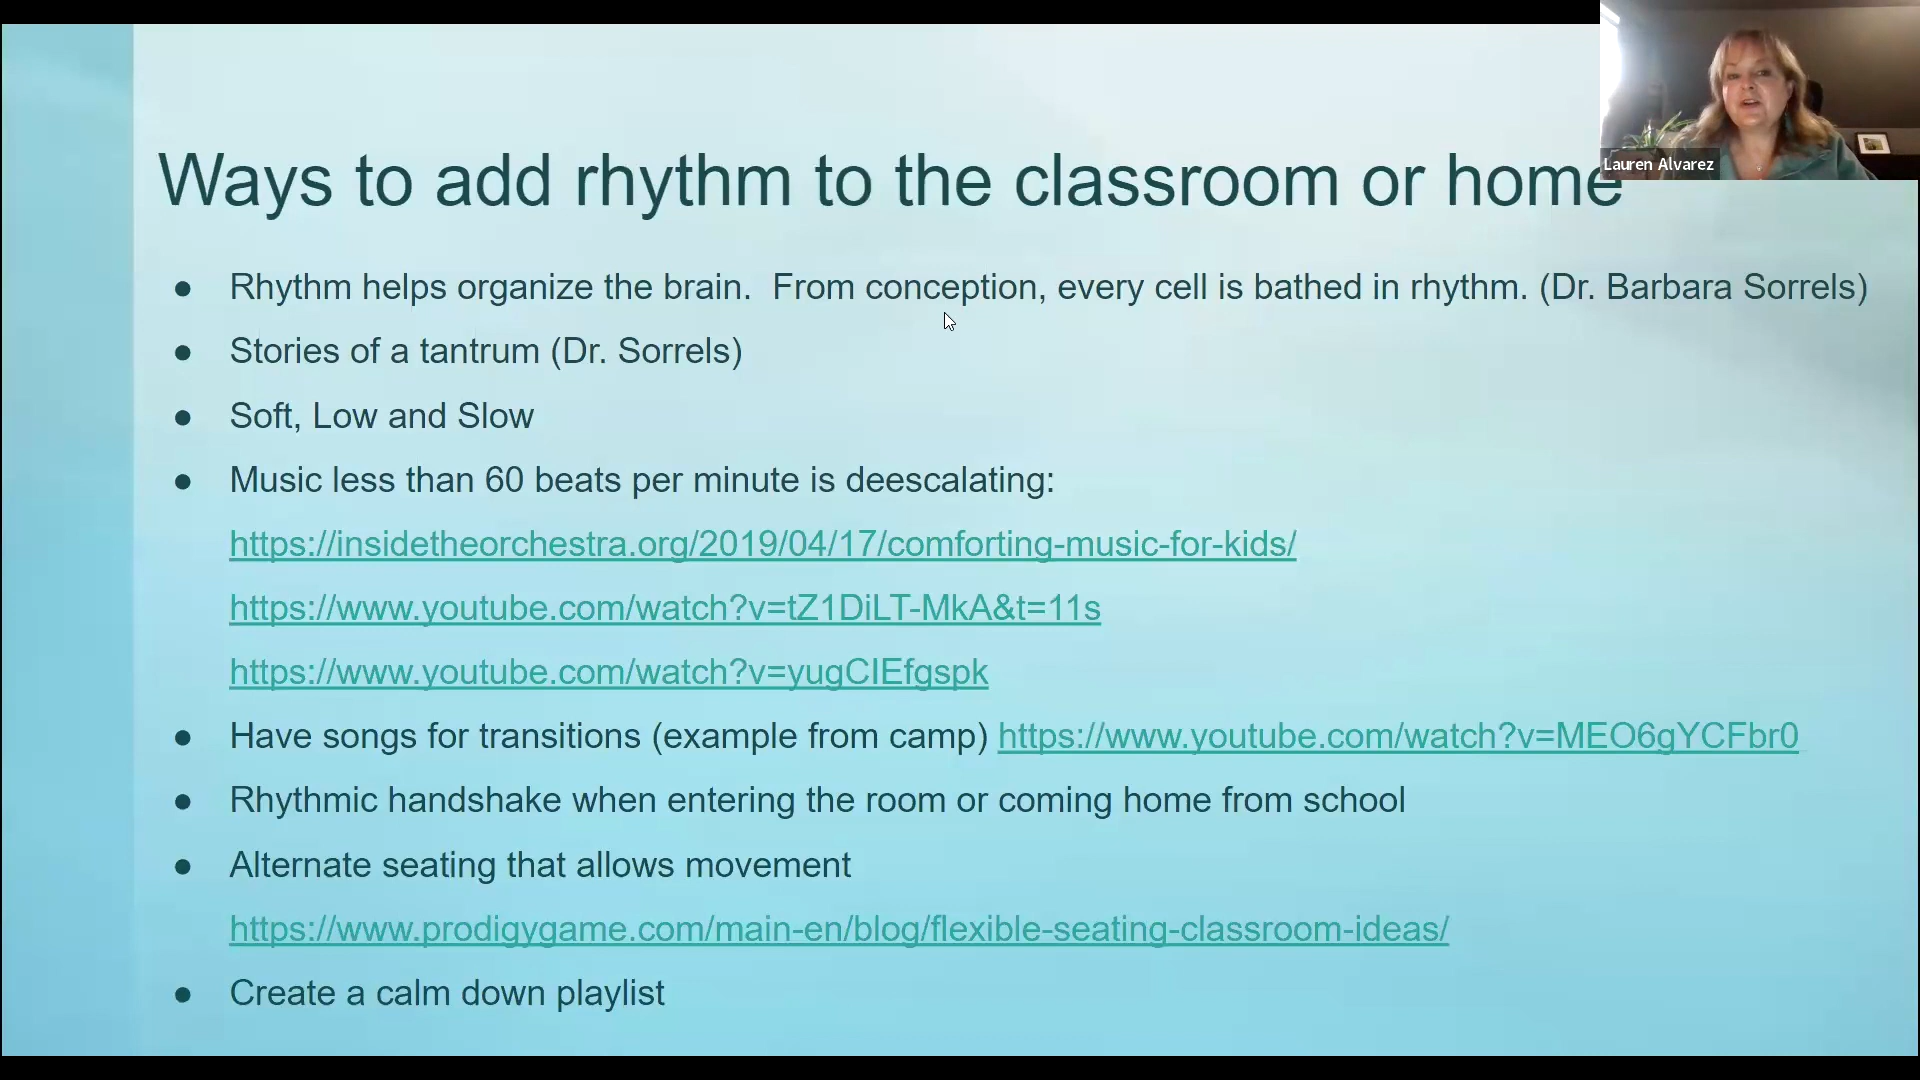 Lauren Alvarez
Ways to add rhythm to the classroom or home
● Rhythm helps organize the brain.  From conception, every cell is bathed in rhythm. (Dr. Barbara Sorrels)
● Stories of a tantrum (Dr. Sorrels)
● Soft, Low and Slow
● Music less than 60 beats per minute is deescalating:
https://insidetheorchestra.org/2019/04/17/comforting-music-for-kids/
https://www.youtube.com/watch?v=tZ1DiLT-MkA&t=11s
https://www.youtube.com/watch?v=yugCIEfgspk
● Have songs for transitions (example from camp) https://www.youtube.com/watch?v=MEO6gYCFbr0
● Rhythmic handshake when entering the room or coming home from school
● Alternate seating that allows movement
https://www.prodigygame.com/main-en/blog/flexible-seating-classroom-ideas/
● Create a calm down playlist